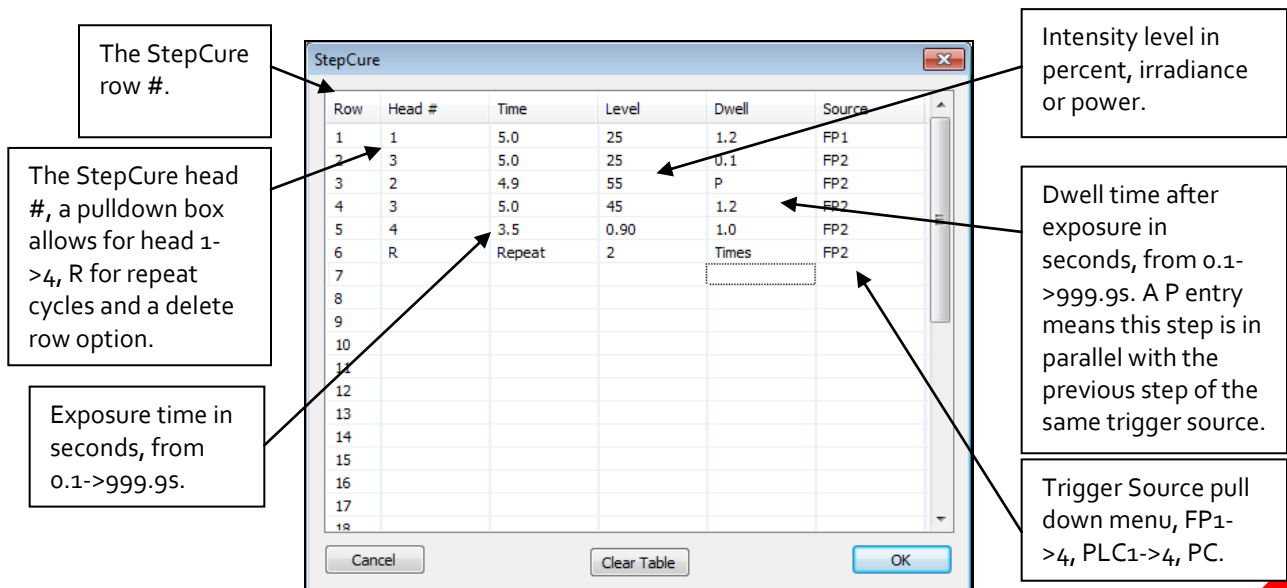 The StepCure
row #.
The StepCure head
#, a pulldown box
allows for head 1-
>4, R for repeat
cycles and a delete
row option.
Exposure time in
seconds, from
0.1->999.9s.
StepCure
Row Head # Time Level Dwell Source
1 1 5.0 25 1.2 FP1
2 3 5.0 25 0.1 FP2
3 2 4.9 55 P FP2
4 3 5.0 45 1.2 FP2
5 4 3.5 0.90 1.0 FP2
6 R Repeat 2 Times FP2
7
8
9
10
11
12
13
14
15
16
17
18
Cancel Clear Table OK
Intensity level in
percent, irradiance
or power.
Dwell time after
exposure in
seconds, from 0.1-
>999.9s. A P entry
means this step is in
parallel with the
previous step of the
same trigger source.
Trigger Source pull
down menu, FP1-
>4, PLC1->4, PC.